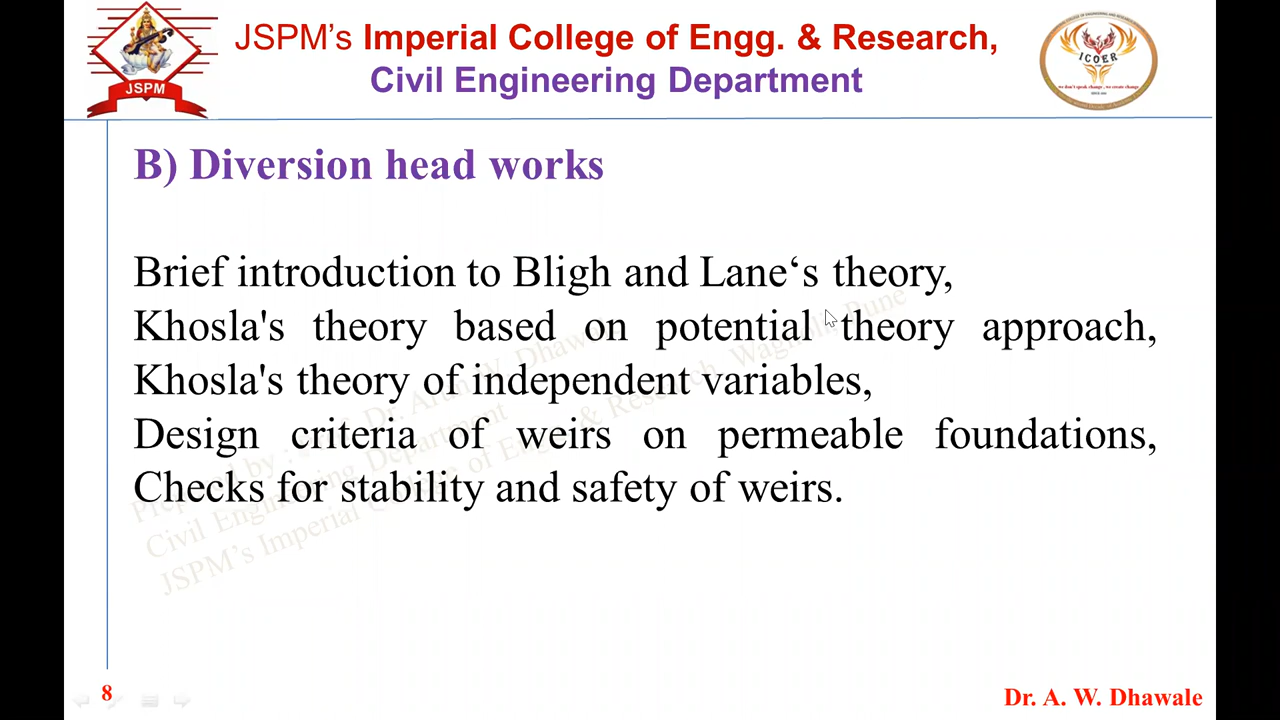 JSPM
JSPM's Imperial College of Engg. & Research,
Civil Engineering Department
ICOER
B) Diversion head works
Brief introduction to Bligh and Lane‘s theory,
Khosla's theory based on potential theory approach,
Khosla's theory of independent variables,
Design criteria of weirs on permeable foundations,
Checks for stability and safety of weirs.
8
Dr. A. W. Dhawale